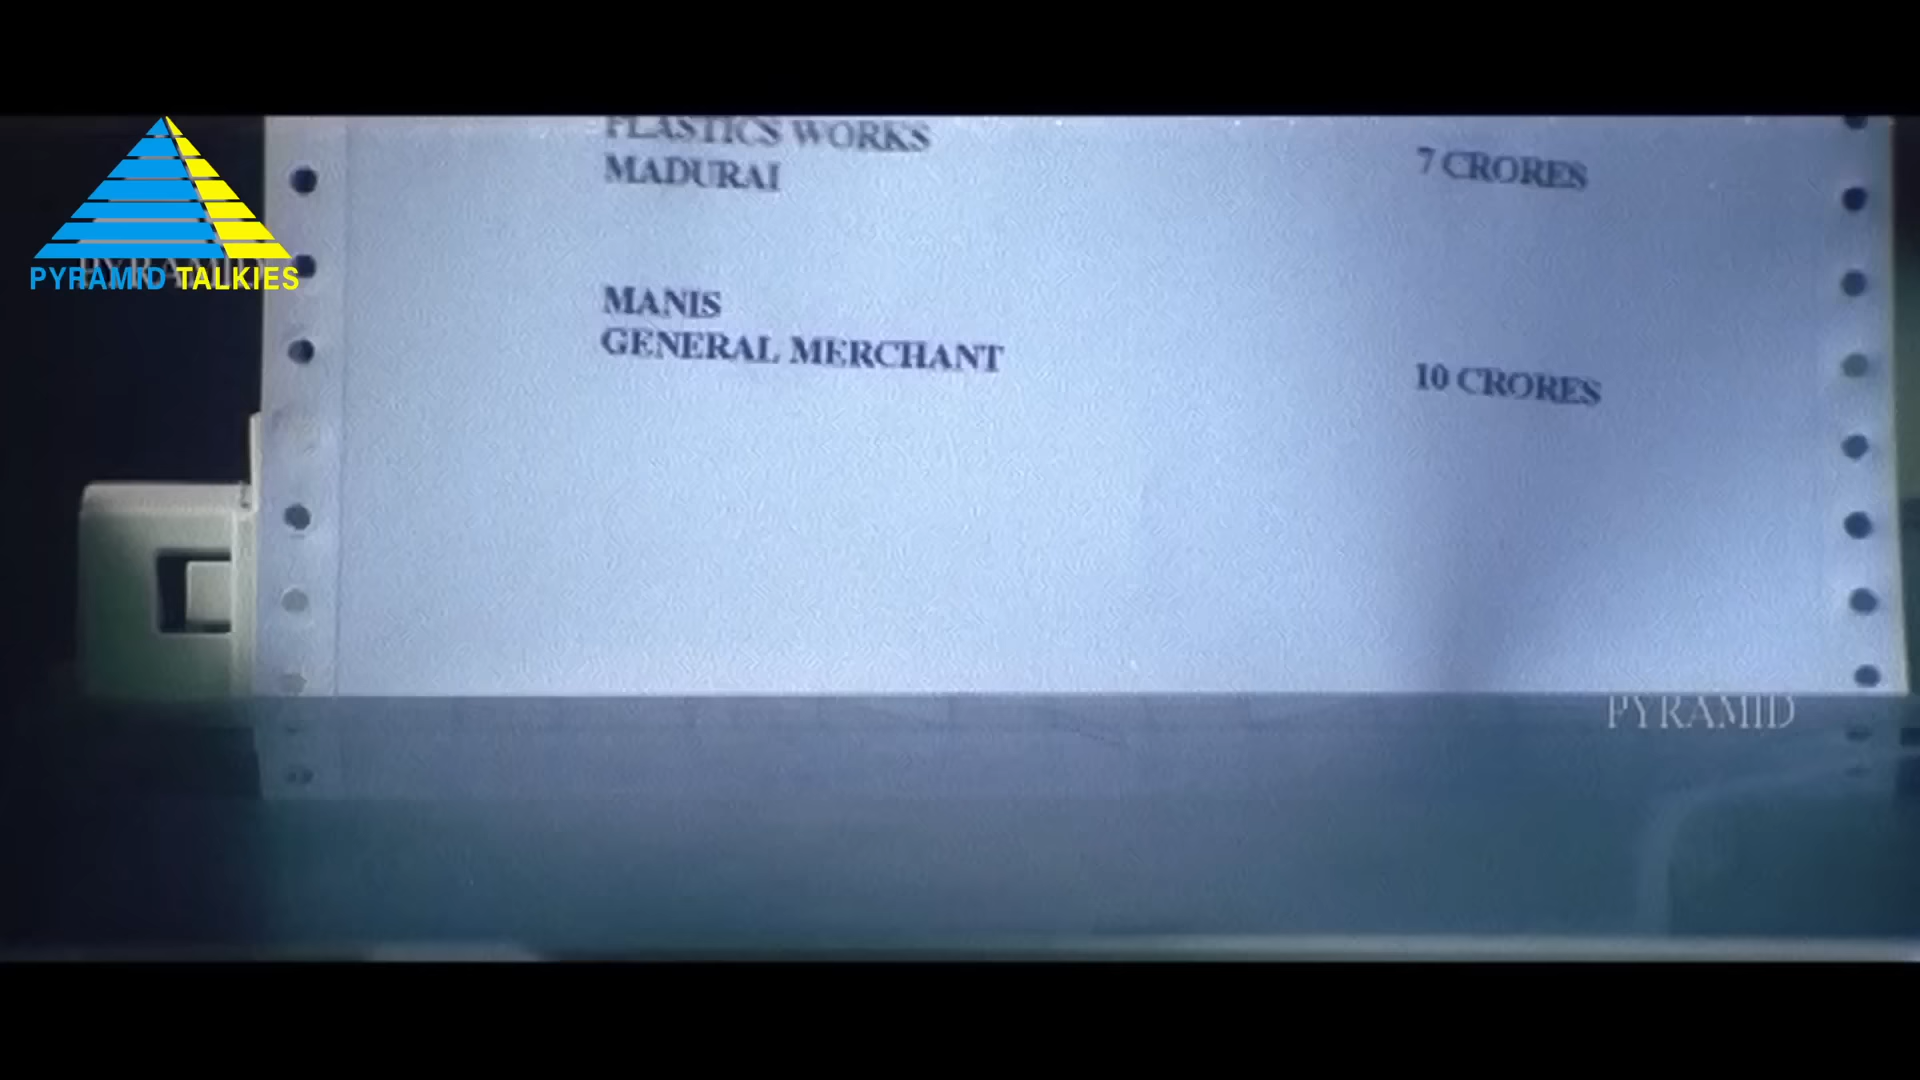 PLASTICS WORKS
MADURAI
7 CRORES
MANIS
GENERAL MERCHANT
10 CRORES
PYRAMID TALKIES
PYRAMID